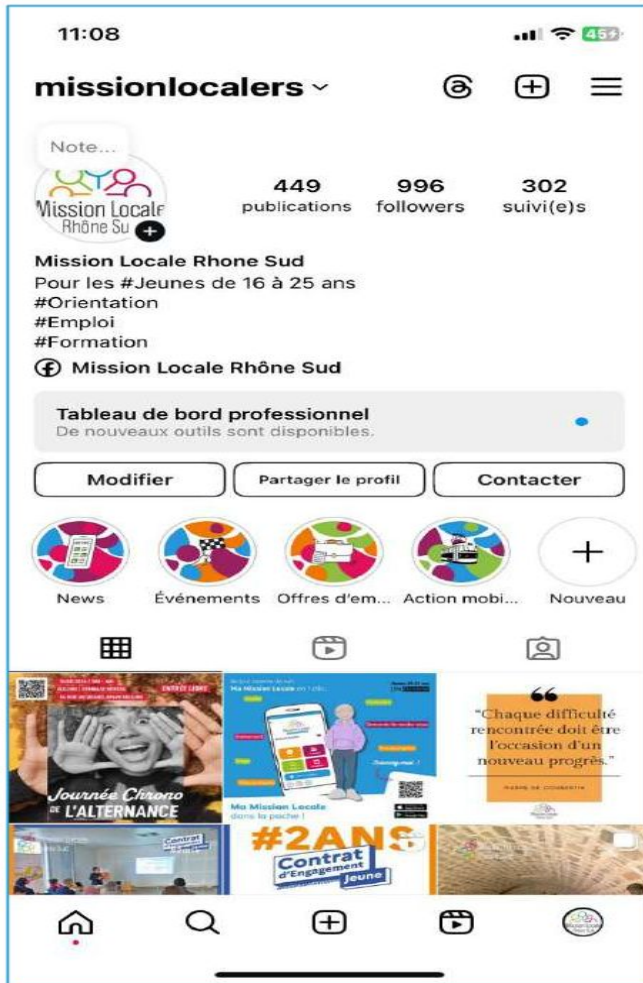 11:08
45
missionlocalers
Note...
Mission Locale
Rhône Su
449
publications
996
followers
302
suivi(e)s
Mission Locale Rhone Sud
Pour les #Jeunes de 16 à 25 ans
#Orientation
#Emploi
#Formation
Mission Locale Rhône Sud
Tableau de bord professionnel
De nouveaux outils sont disponibles.
Modifier
Partager le profil
Contacter
News
Événements
Offres d'em...
Action mobi...
Nouveau
ENTRÉE LIBRE
Journée Chrono
DE L'ALTERNANCE
Ma Mission Locale
dans la poche !
"Chaque difficulté
rencontrée doit être
l'occasion d'un
nouveau progrès."
#2ANS
Contrat
d'Engagement
Jeune